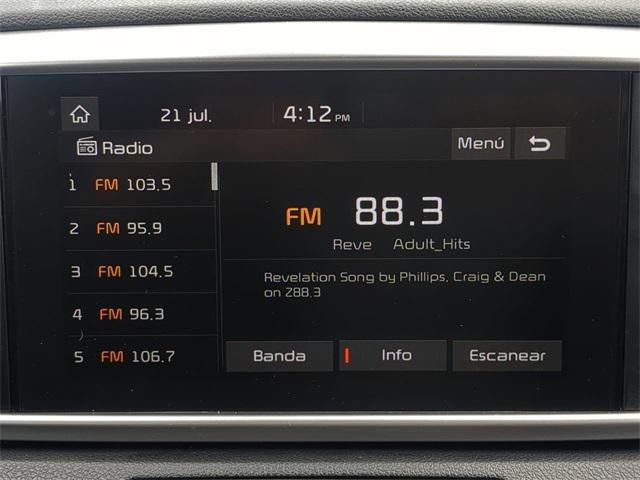 21 jul. 4:12 PM
Radio Menú
1 FM 103.5
2 FM 95.9
3 FM 104.5
4 FM 96.3
5 FM 106.7
FM 88.3
Reve Adult_Hits
Revelation Song by Phillips, Craig & Dean
on Z88.3
Banda Info Escanear